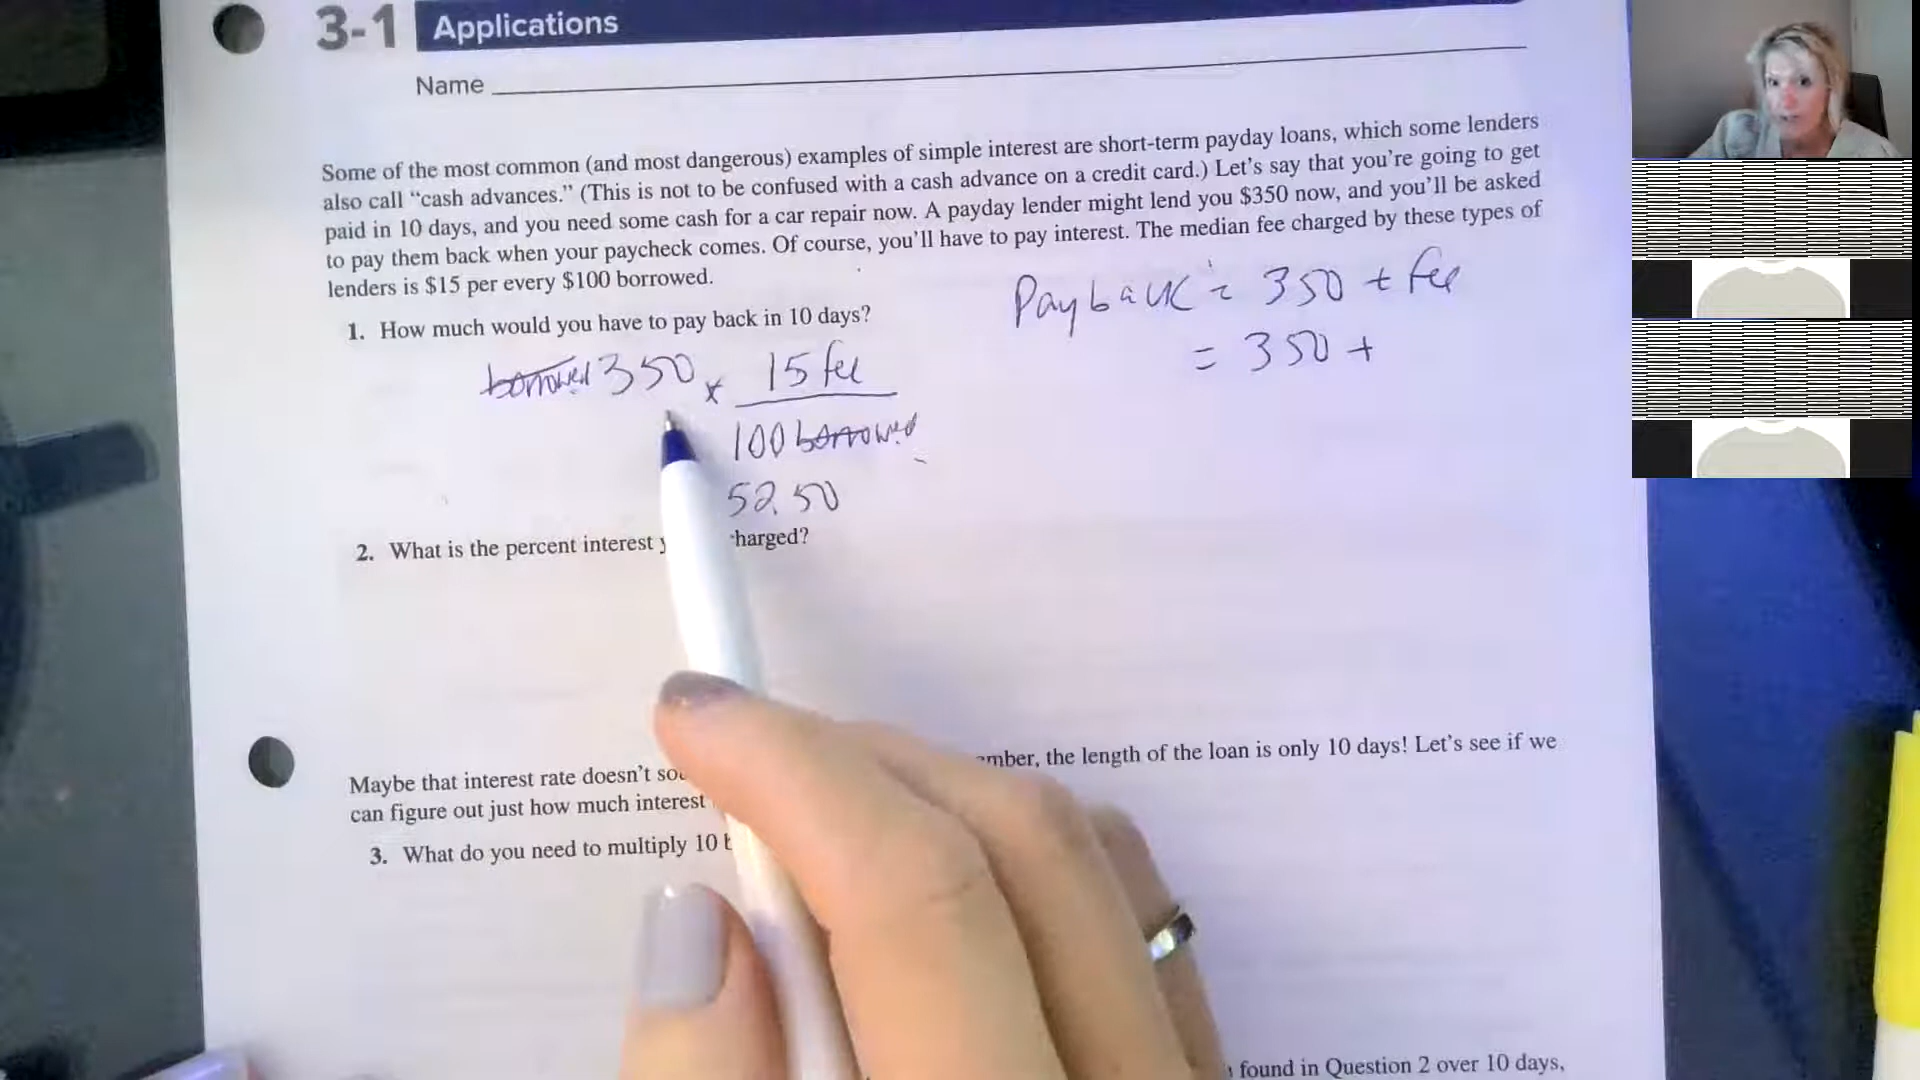 3-1 Applications
Name
Some of the most common (and most dangerous) examples of simple interest are short-term payday loans, which some lenders
also call “cash advances.” (This is not to be confused with a cash advance on a credit card.) Let’s say that you’re going to get
paid in 10 days, and you need some cash for a car repair now. A payday lender might lend you $350 now, and you’ll be asked
to pay them back when your paycheck comes. Of course, you’ll have to pay interest. The median fee charged by these types of
lenders is $15 per every $100 borrowed.
Payback = 350 + fee
1. How much would you have to pay back in 10 days?
= 350 +
borrowed 350 x 15 fee
100 borrowed
52.50
2. What is the percent interest harged?
Maybe that interest rate doesn’t mber, the length of the loan is only 10 days! Let’s see if we
can figure out just how much interest
3. What do you need to multiply 10
found in Question 2 over 10 days,